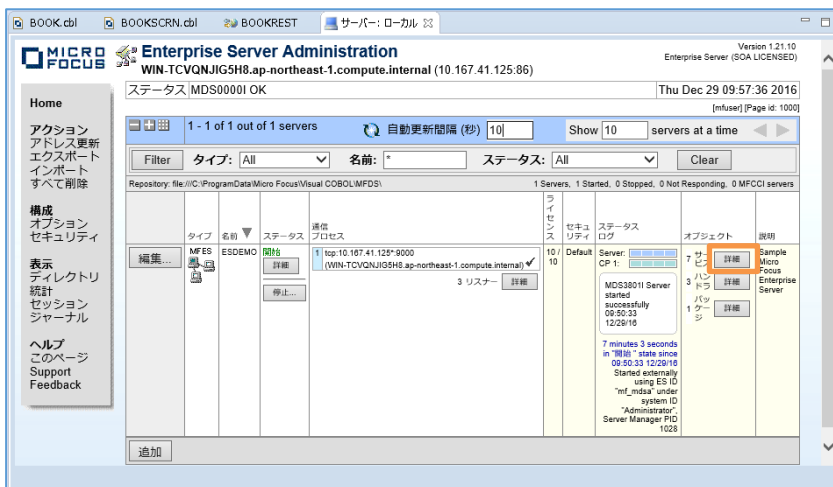 BOOK.cbl BOOKSCRN.cbl BOOKREST サーバー: ローカル
MICRO FOCUS
Enterprise Server Administration
WIN-TCVQNJIG5H8.ap-northeast-1.compute.internal (10.167.41.125:86)
Version 1.21.10
Enterprise Server (SOA LICENSED)
Home
アクション
アドレス更新
エクスポート
インポート
すべて削除
構成
オプション
セキュリティ
表示
ディレクトリ
統計
セッション
ジャーナル
ヘルプ
このページ
Support
Feedback
ステータス MDS0000I OK Thu Dec 29 09:57:36 2016
[mfuser] [Page id: 1000]
1 - 1 of 1 out of 1 servers 自動更新間隔 (秒) 10 Show 10 servers at a time
Filter タイプ: All 名前: * ステータス: All Clear
Repository: file:///C:\ProgramData\Micro Focus\Visual COBOL\MFDS\ 1 Servers, 1 Started, 0 Stopped, 0 Not Responding, 0 MFCCI servers
タイプ 名前 ステータス 通信プロセス ライセンス セキュリティ ステータスログ オブジェクト 説明
編集... MFES ESDEMO 開始 詳細 停止...
1 tcp:10.167.41.125*:9000
(WIN-TCVQNJIG5H8.ap-northeast-1.compute.internal) ✔
3 リスナー 詳細
10 / 10
Default
Server:
CP 1:
MDS3801I Server
started
successfully
09:50:33
12/29/16
7 minutes 3 seconds
in "開始 " state since
09:50:33 12/29/16
Started externally
using ES ID
"mf_mdsa" under
system ID
"Administrator",
Server Manager PID
1028
7 サービス 詳細
3 ハンドラ 詳細
1 パッケージ 詳細
Sample
Micro
Focus
Enterprise
Server
追加